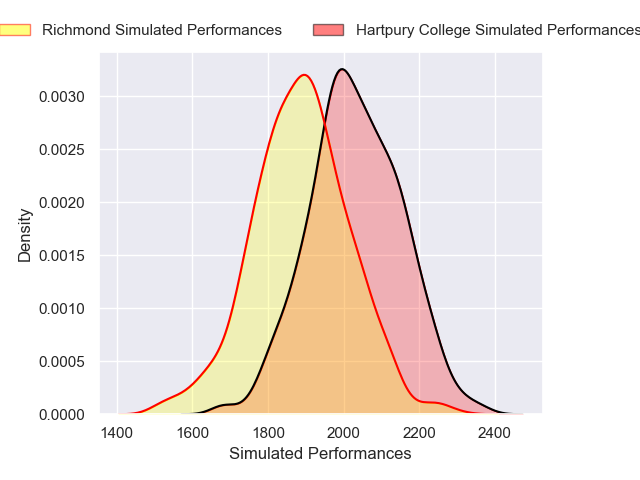 Richmond Simulated Performances
Hartpury College Simulated Performances
0.0030
0.0025
0.0020
0.0015
0.0010
0.0005
0.0000
Density
1400 1600 1800 2000 2200 2400
Simulated Performances